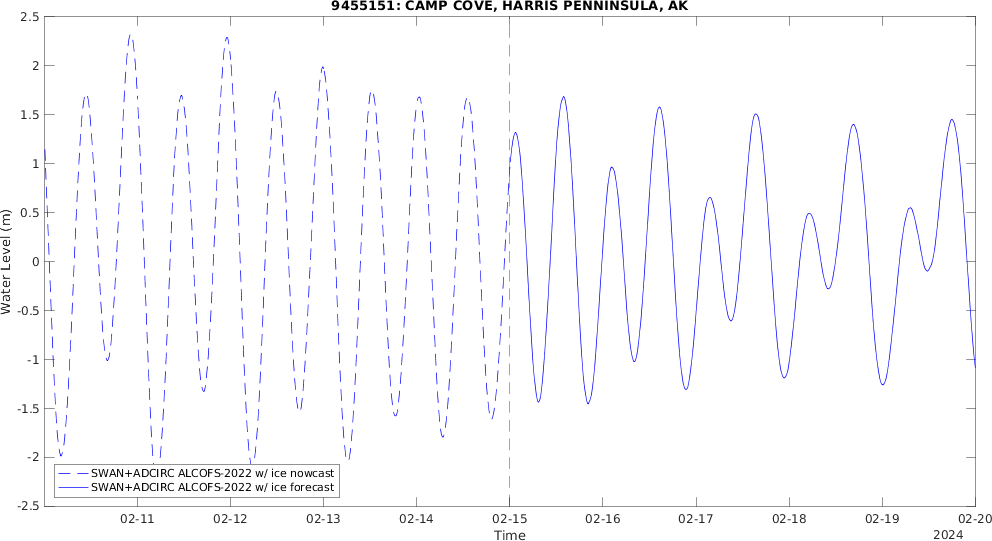 9455151: CAMP COVE, HARRIS PENNINSULA, AK
Water Level (m)
2.5
2
1.5
1
0.5
0
-0.5
-1
-1.5
-2
-2.5
SWAN+ADCIRC ALCOFS-2022 w/ ice nowcast
SWAN+ADCIRC ALCOFS-2022 w/ ice forecast
02-11 02-12 02-13 02-14 02-15 02-16 02-17 02-18 02-19 02-20
Time
2024